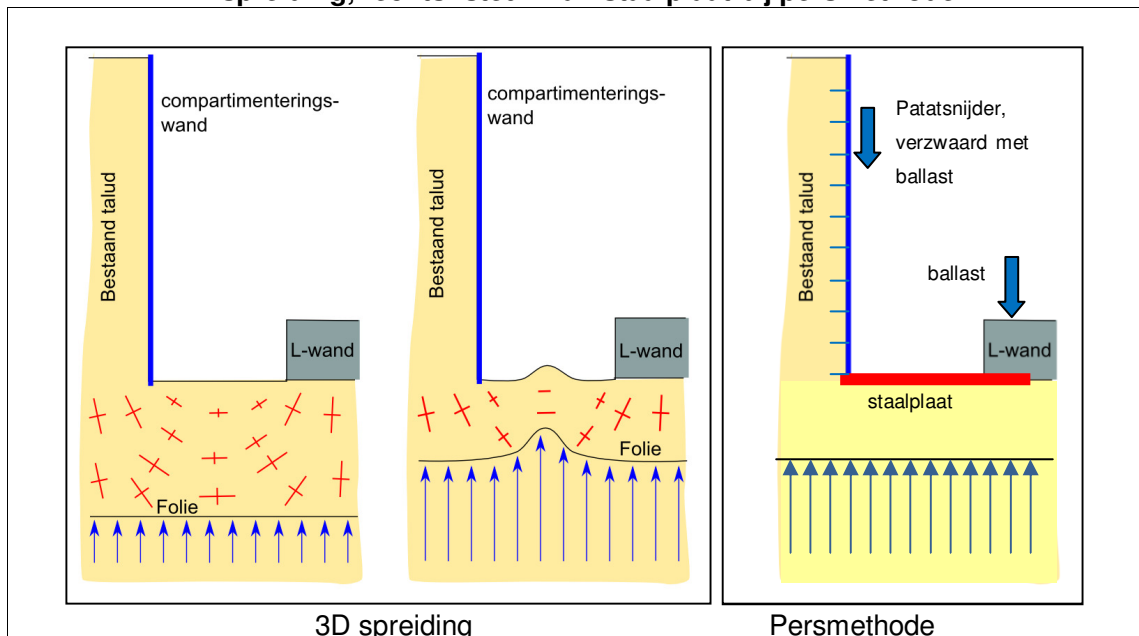 compartimenterings-
wand
Bestaand talud
L-wand
Folie
compartimenterings-
wand
Bestaand talud
L-wand
Folie
Patatsnijder,
verzwaard met
ballast
Bestaand talud
ballast
L-wand
staalplaat
3D spreiding
Persmethode